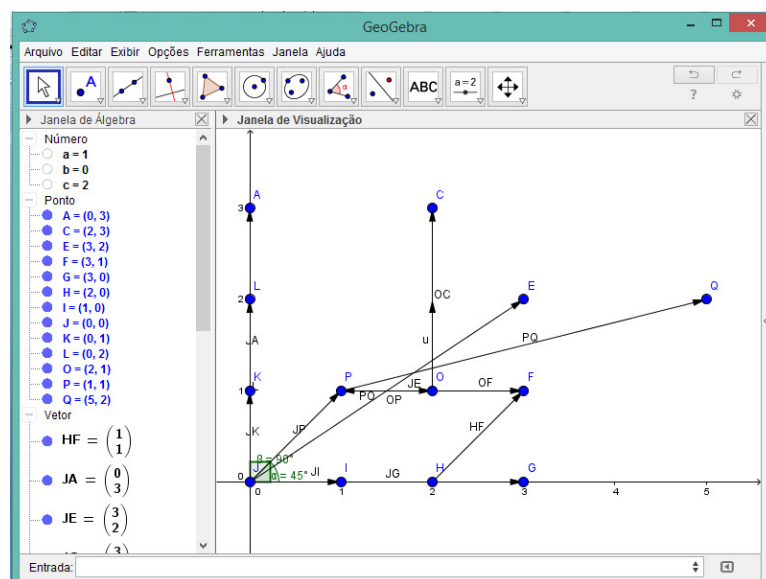 GeoGebra
Arquivo Editar Exibir Opções Ferramentas Janela Ajuda
A α ABC a=2 ?
Janela de Álgebra
Janela de Visualização
Número
a = 1
b = 0
c = 2
Ponto
A = (0, 3)
C = (2, 3)
E = (3, 2)
F = (3, 1)
G = (3, 0)
H = (2, 0)
I = (1, 0)
J = (0, 0)
K = (0, 1)
L = (0, 2)
O = (2, 1)
P = (1, 1)
Q = (5, 2)
Vetor
HF = (1 1)
JA = (0 3)
JE = (3 2)
(3
3 A C
2 L E Q
OC
JA u PQ
1 K P O F
PO OP JE OF
JK JP HF
β = 90°
α = 45°
0 J JI I JG H G
0 1 2 3 4 5
Entrada: